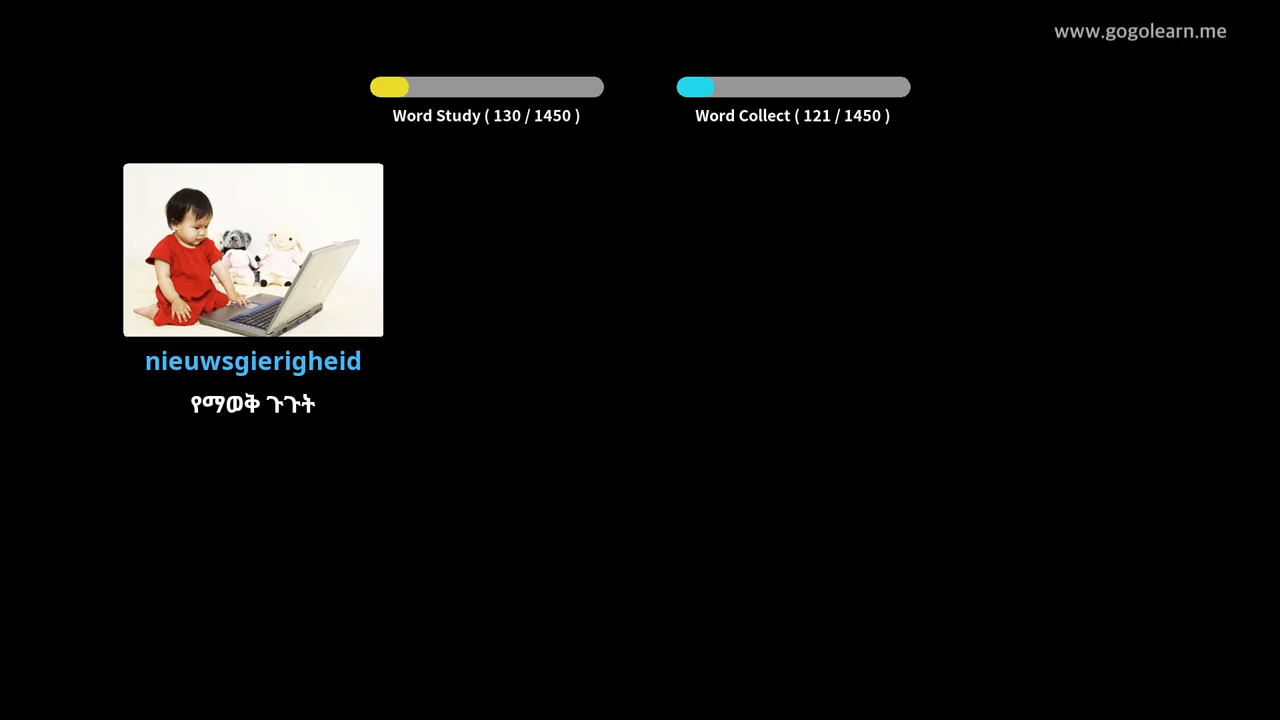 www.gogolearn.me
Word Study ( 130 / 1450 )
Word Collect ( 121 / 1450 )
nieuwsgierigheid
የማወቅ ጉጉት